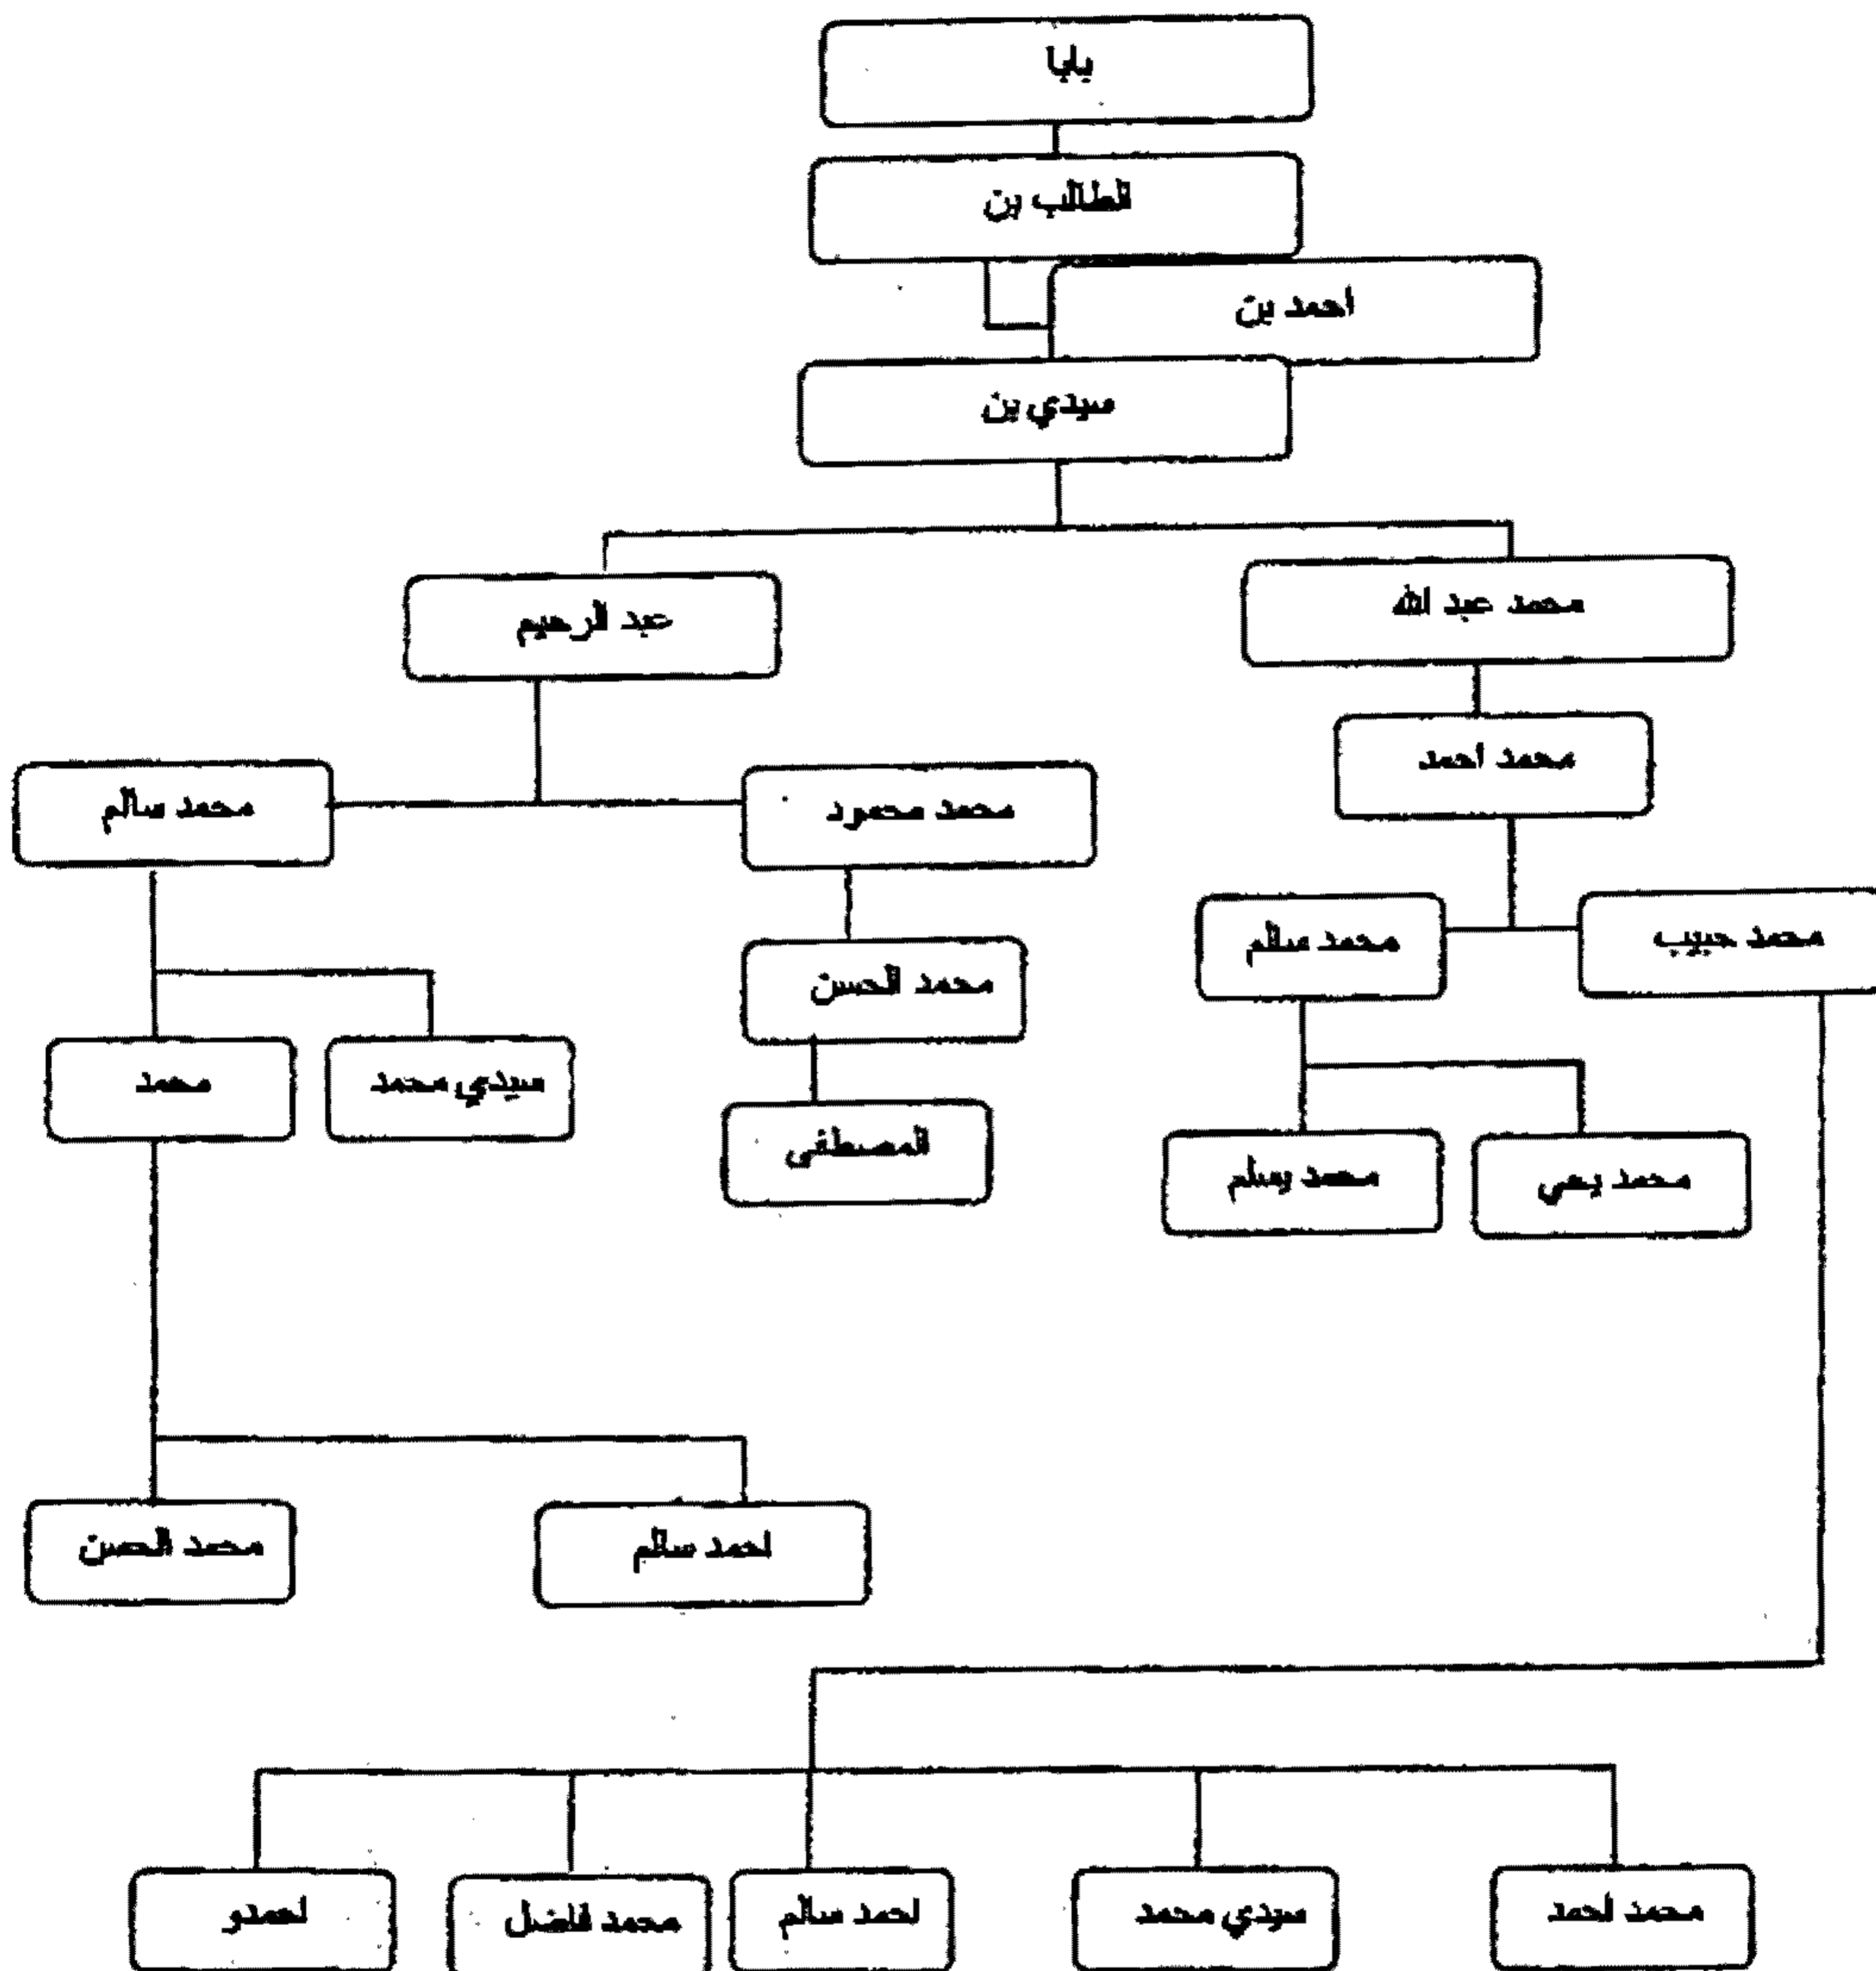 بابا
الطالب بن
احمد بن
سيدي بن
محمد عبد الله
عبد الرحيم
محمد احمد
محمد محمود
محمد سالم
محمد حبيب
محمد سالم
محمد الحسن
سيدي محمد
محمد
محمد يحي
محمد يسلم
المصطفى
احمد سالم
محمد الحسن
محمد احمد
سيدي محمد
احمد سالم
محمد فاضل
احمدو